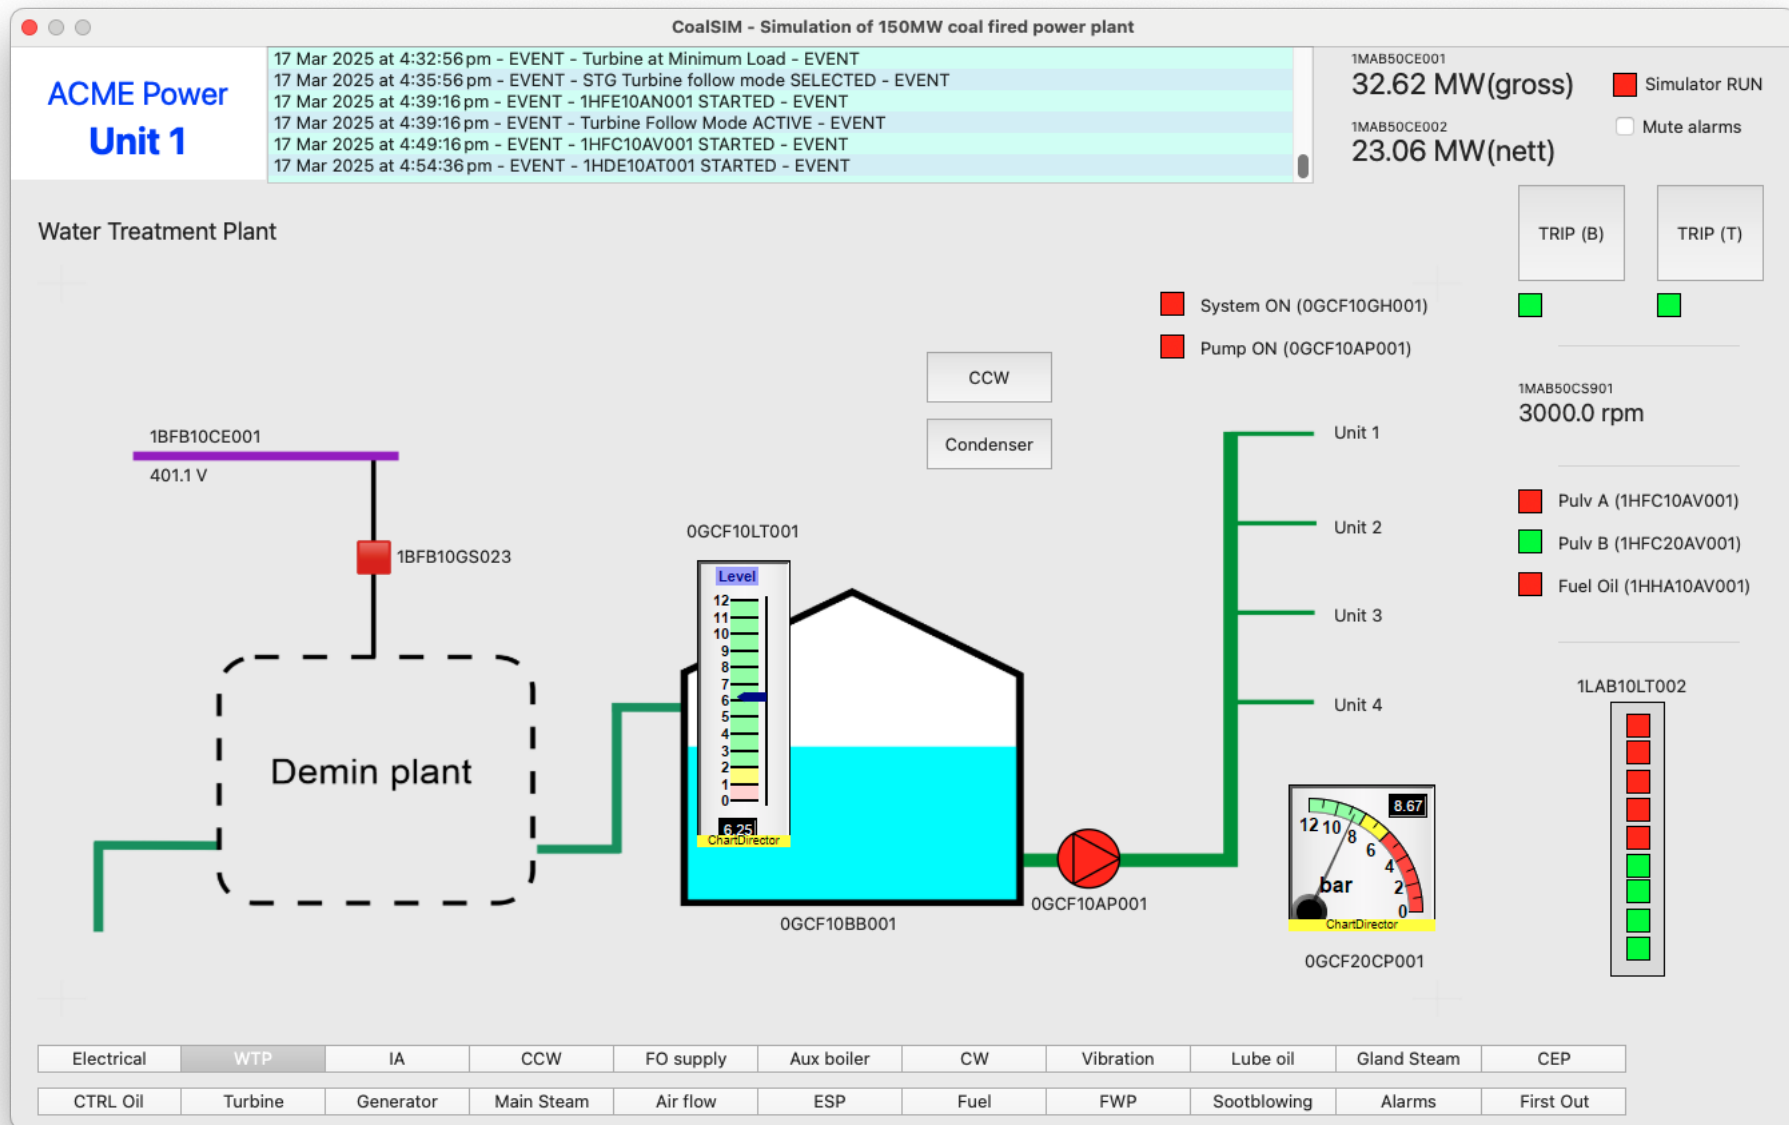 CoalSIM - Simulation of 150MW coal fired power plant
ACME Power
Unit 1
17 Mar 2025 at 4:32:56 pm - EVENT - Turbine at Minimum Load - EVENT
17 Mar 2025 at 4:35:56 pm - EVENT - STG Turbine follow mode SELECTED - EVENT
17 Mar 2025 at 4:39:16 pm - EVENT - 1HFE10AN001 STARTED - EVENT
17 Mar 2025 at 4:39:16 pm - EVENT - Turbine Follow Mode ACTIVE - EVENT
17 Mar 2025 at 4:49:16 pm - EVENT - 1HFC10AV001 STARTED - EVENT
17 Mar 2025 at 4:54:36 pm - EVENT - 1HDE10AT001 STARTED - EVENT
1MAB50CE001
32.62 MW(gross)
1MAB50CE002
23.06 MW(nett)
Simulator RUN
Mute alarms
Water Treatment Plant
TRIP (B)
TRIP (T)
System ON (0GCF10GH001)
Pump ON (0GCF10AP001)
CCW
Condenser
1MAB50CS901
3000.0 rpm
1BFB10CE001
401.1 V
1BFB10GS023
Unit 1
Unit 2
Unit 3
Unit 4
Pulv A (1HFC10AV001)
Pulv B (1HFC20AV001)
Fuel Oil (1HHA10AV001)
0GCF10LT001
Level
12
11
10
9
8
7
6
5
4
3
2
1
0
6.25
ChartDirector
Demin plant
0GCF10BB001
0GCF10AP001
8.67
12
10
8
6
4
2
0
bar
ChartDirector
0GCF20CP001
1LAB10LT002
Electrical WTP IA CCW FO supply Aux boiler CW Vibration Lube oil Gland Steam CEP
CTRL Oil Turbine Generator Main Steam Air flow ESP Fuel FWP Sootblowing Alarms First Out